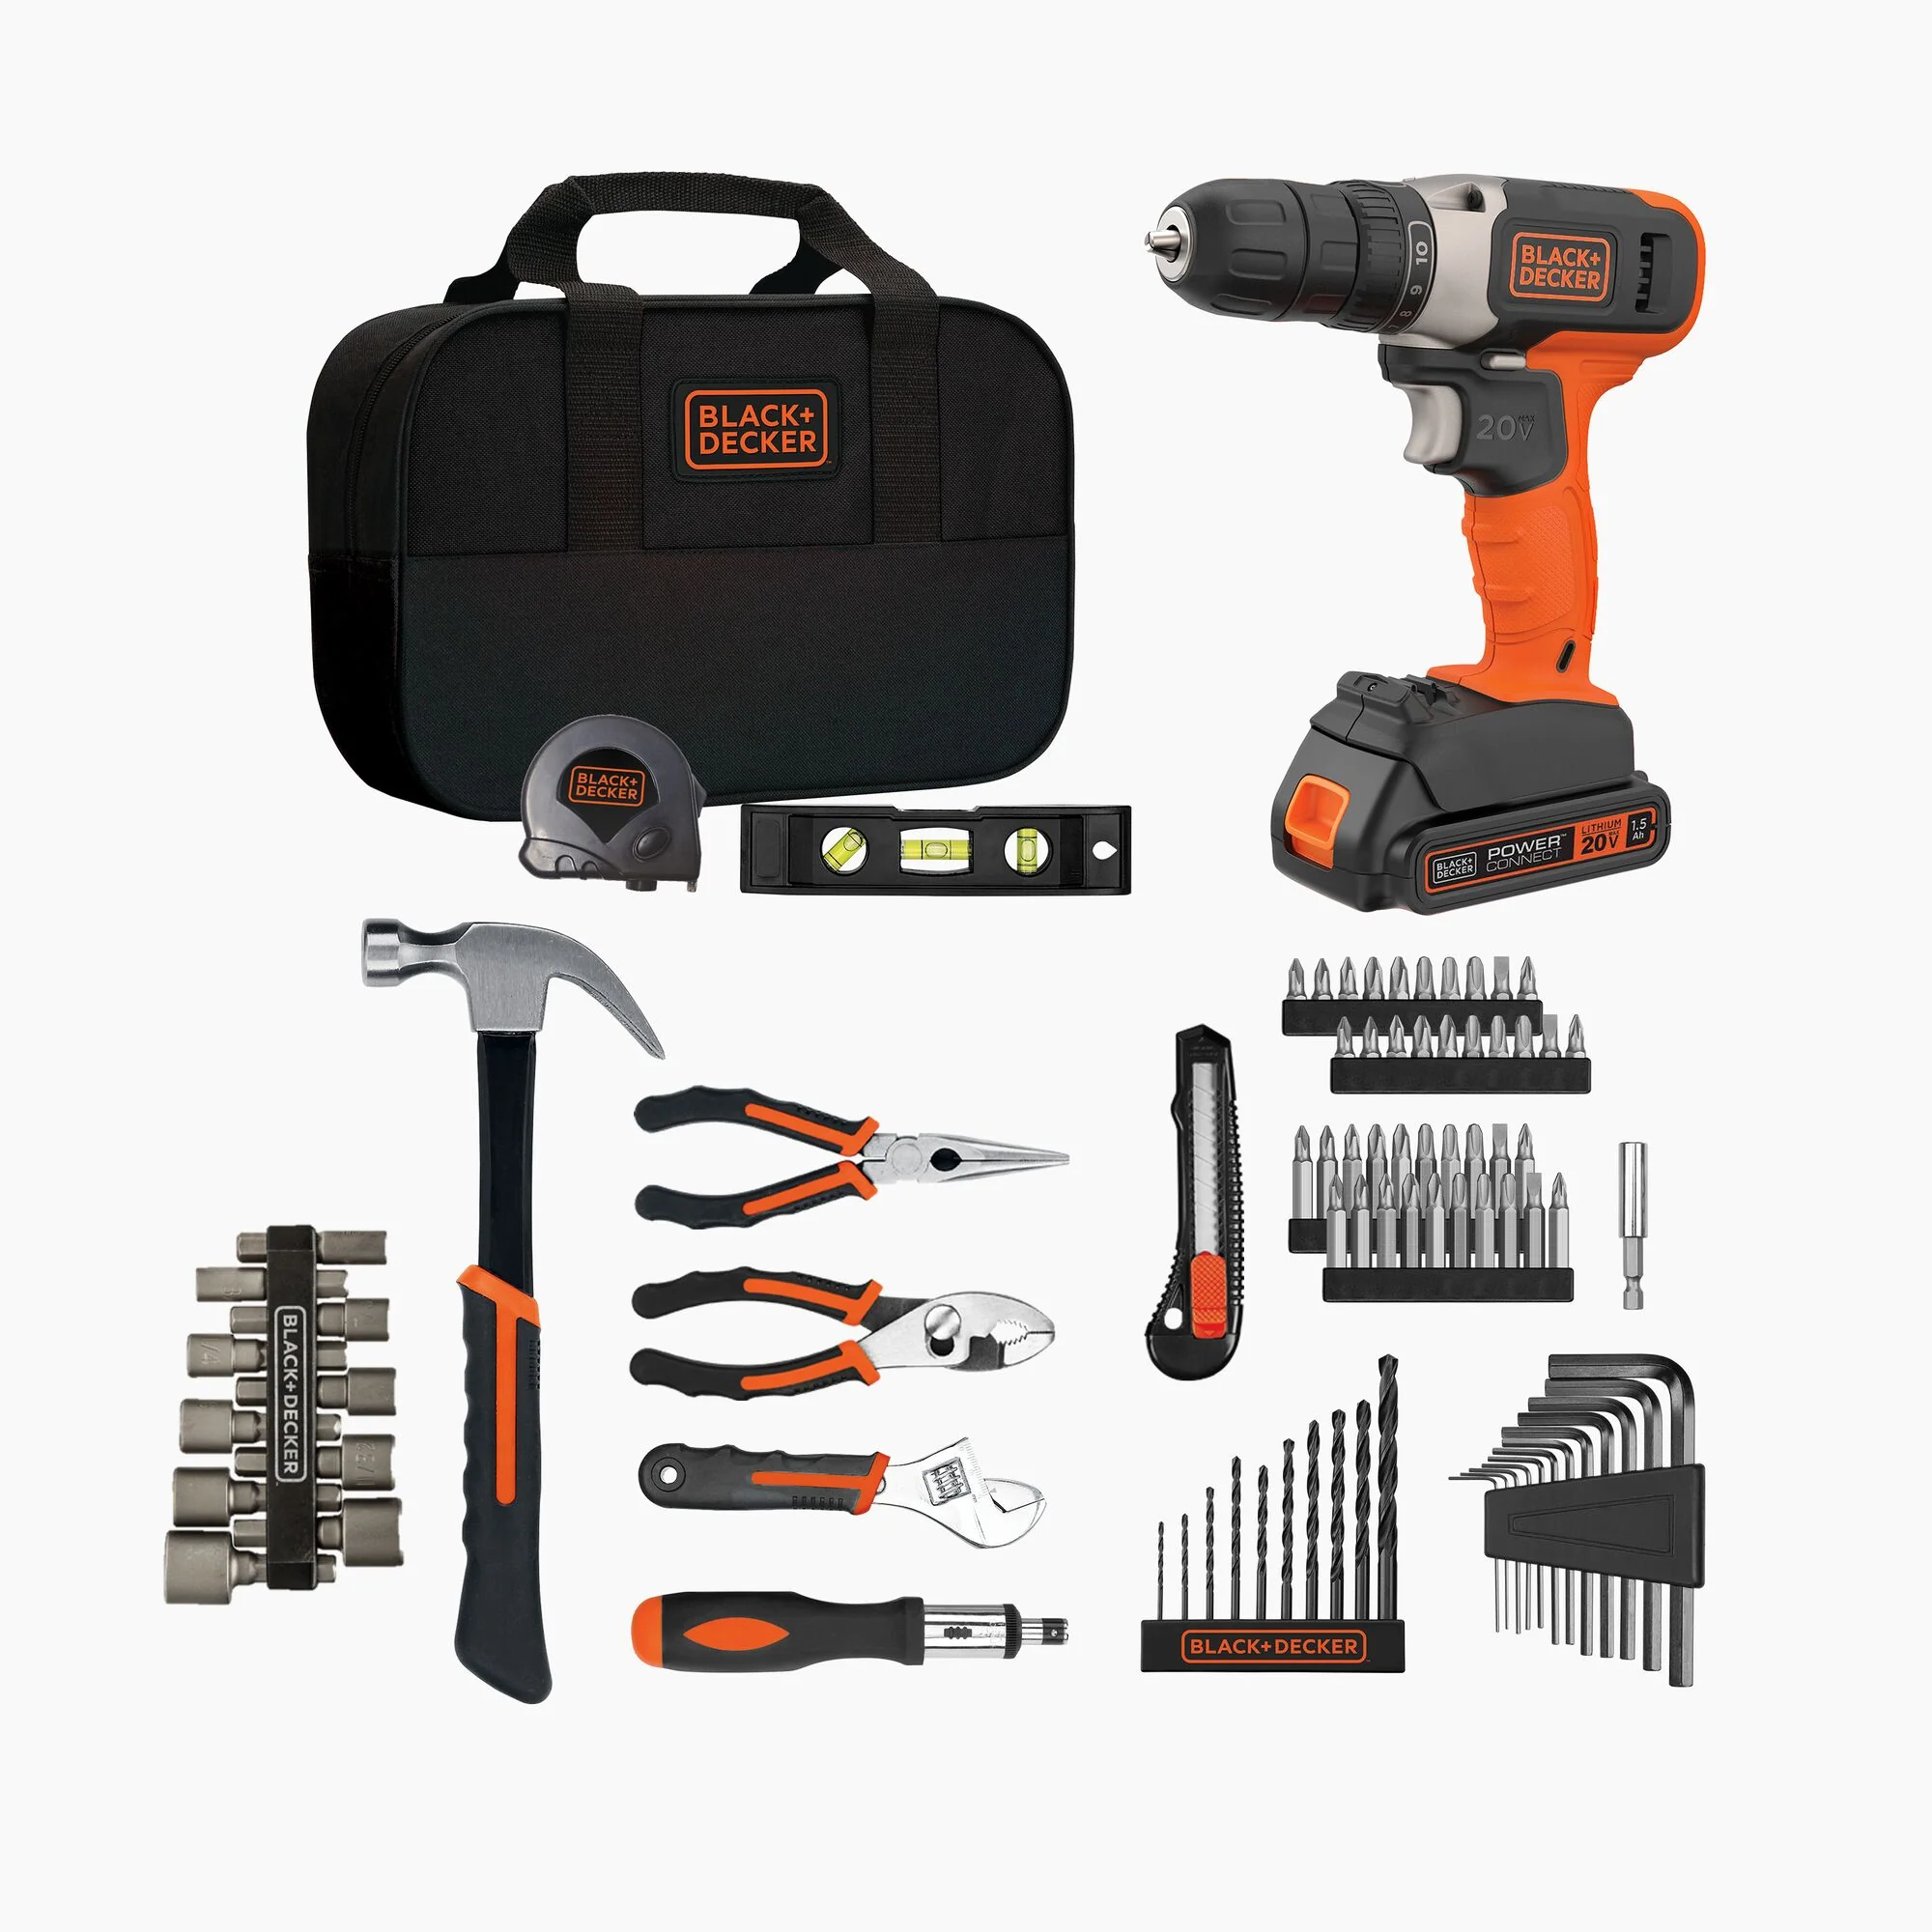 BLACK+
DECKER
BLACK+
DECKER
10
9
8
20V MAX
BLACK+
DECKER
BLACK+
DECKER
POWER
CONNECT
LITHIUM
20V MAX
1.5
Ah
BLACK+DECKER
BLACK+DECKER